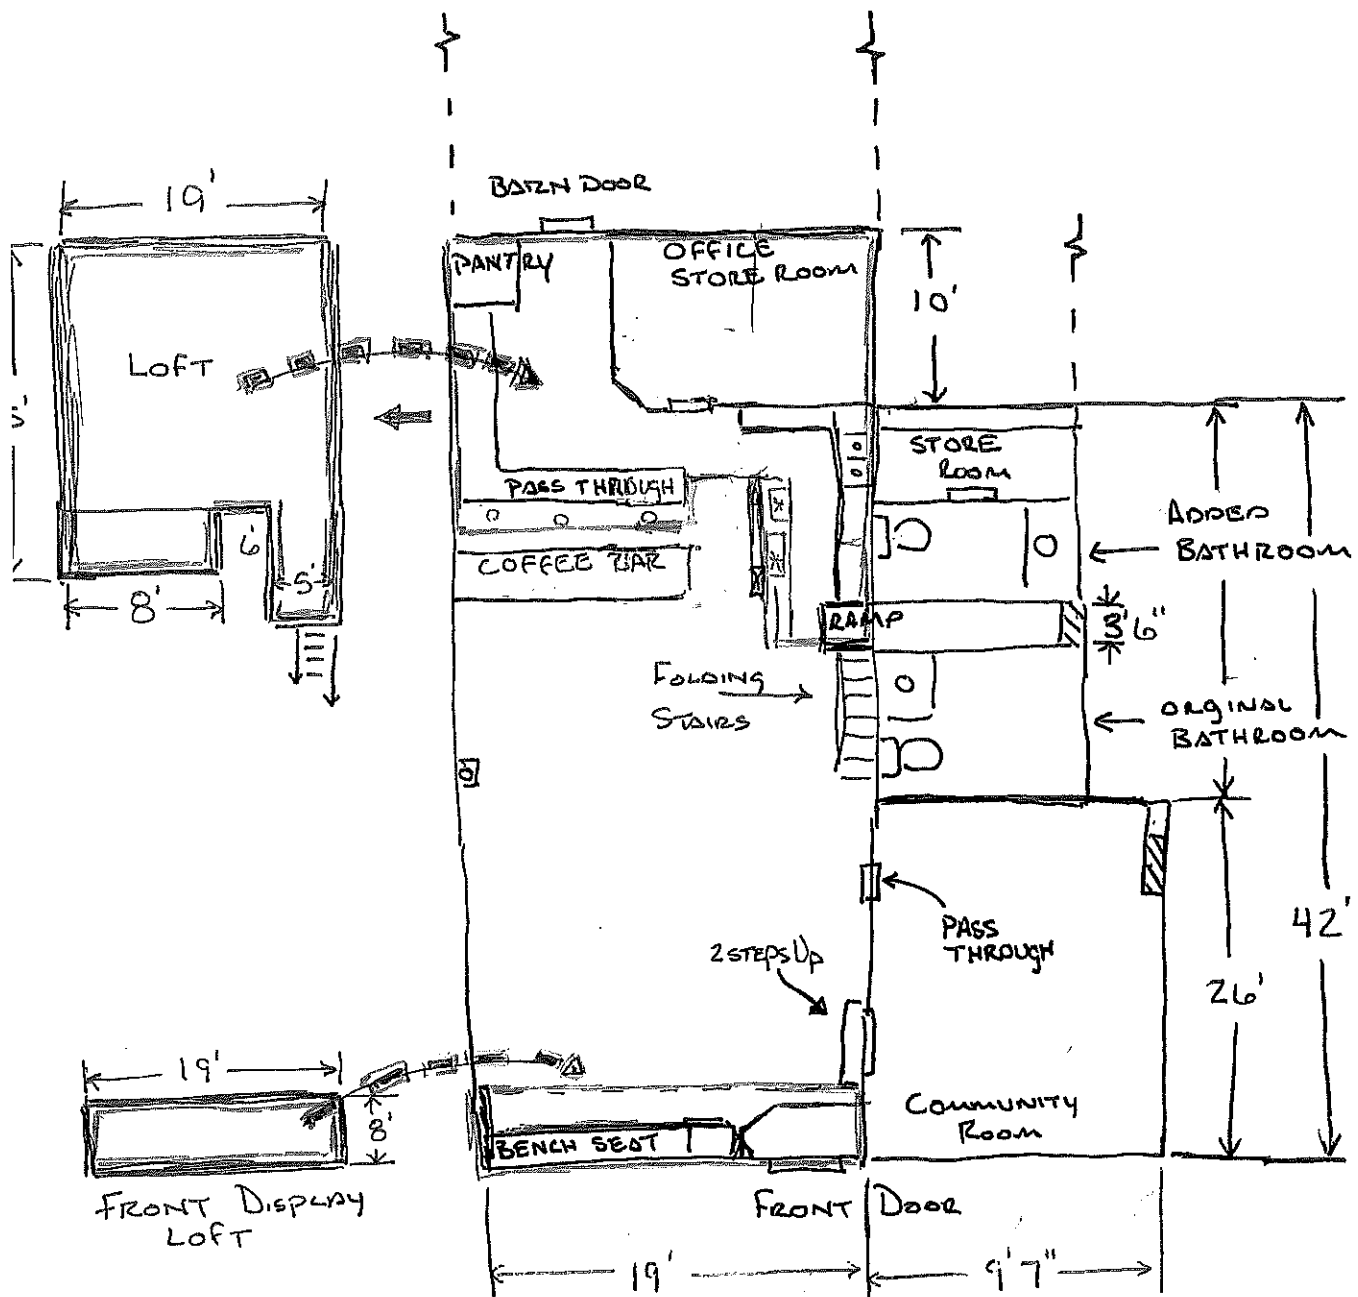 BARN DOOR
19'
PANTRY
OFFICE
STORE ROOM
10'
LOFT
5'
STORE
ROOM
PASS THROUGH
ADDED
BATHROOM
6'
COFFEE BAR
5'
8'
RAMP
3'6"
FOLDING
STAIRS
ORGINAL
BATHROOM
PASS
THROUGH
42'
2 STEPS UP
26'
19'
8'
COMMUNITY
ROOM
BENCH SEAT
FRONT DISPLAY
LOFT
FRONT DOOR
19'
9'7"